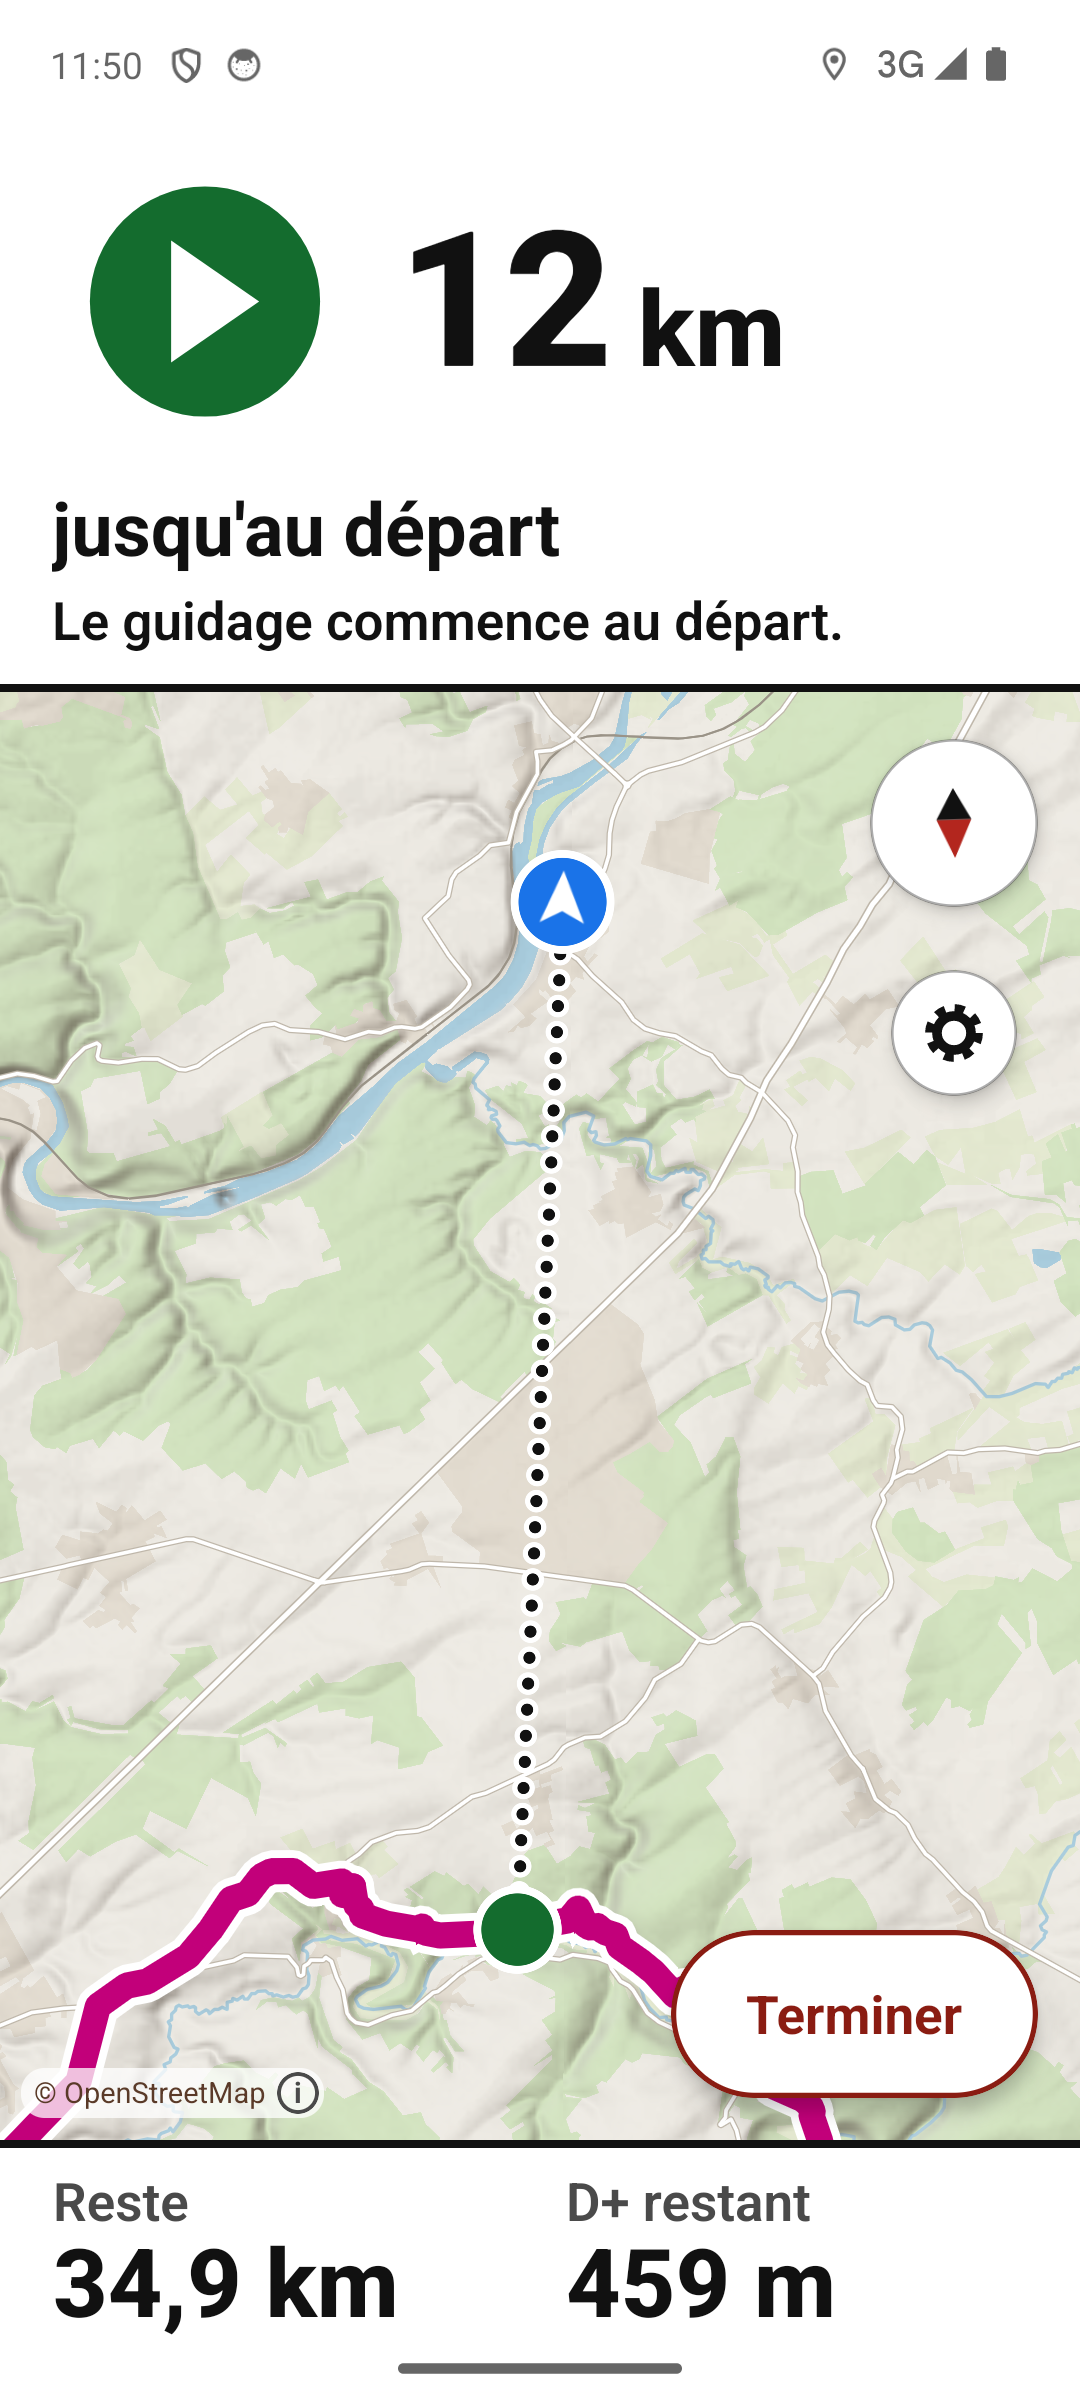 11:50
3G
12 km
jusqu'au départ
Le guidage commence au départ.
Terminer
© OpenStreetMap
Reste
34,9 km
D+ restant
459 m